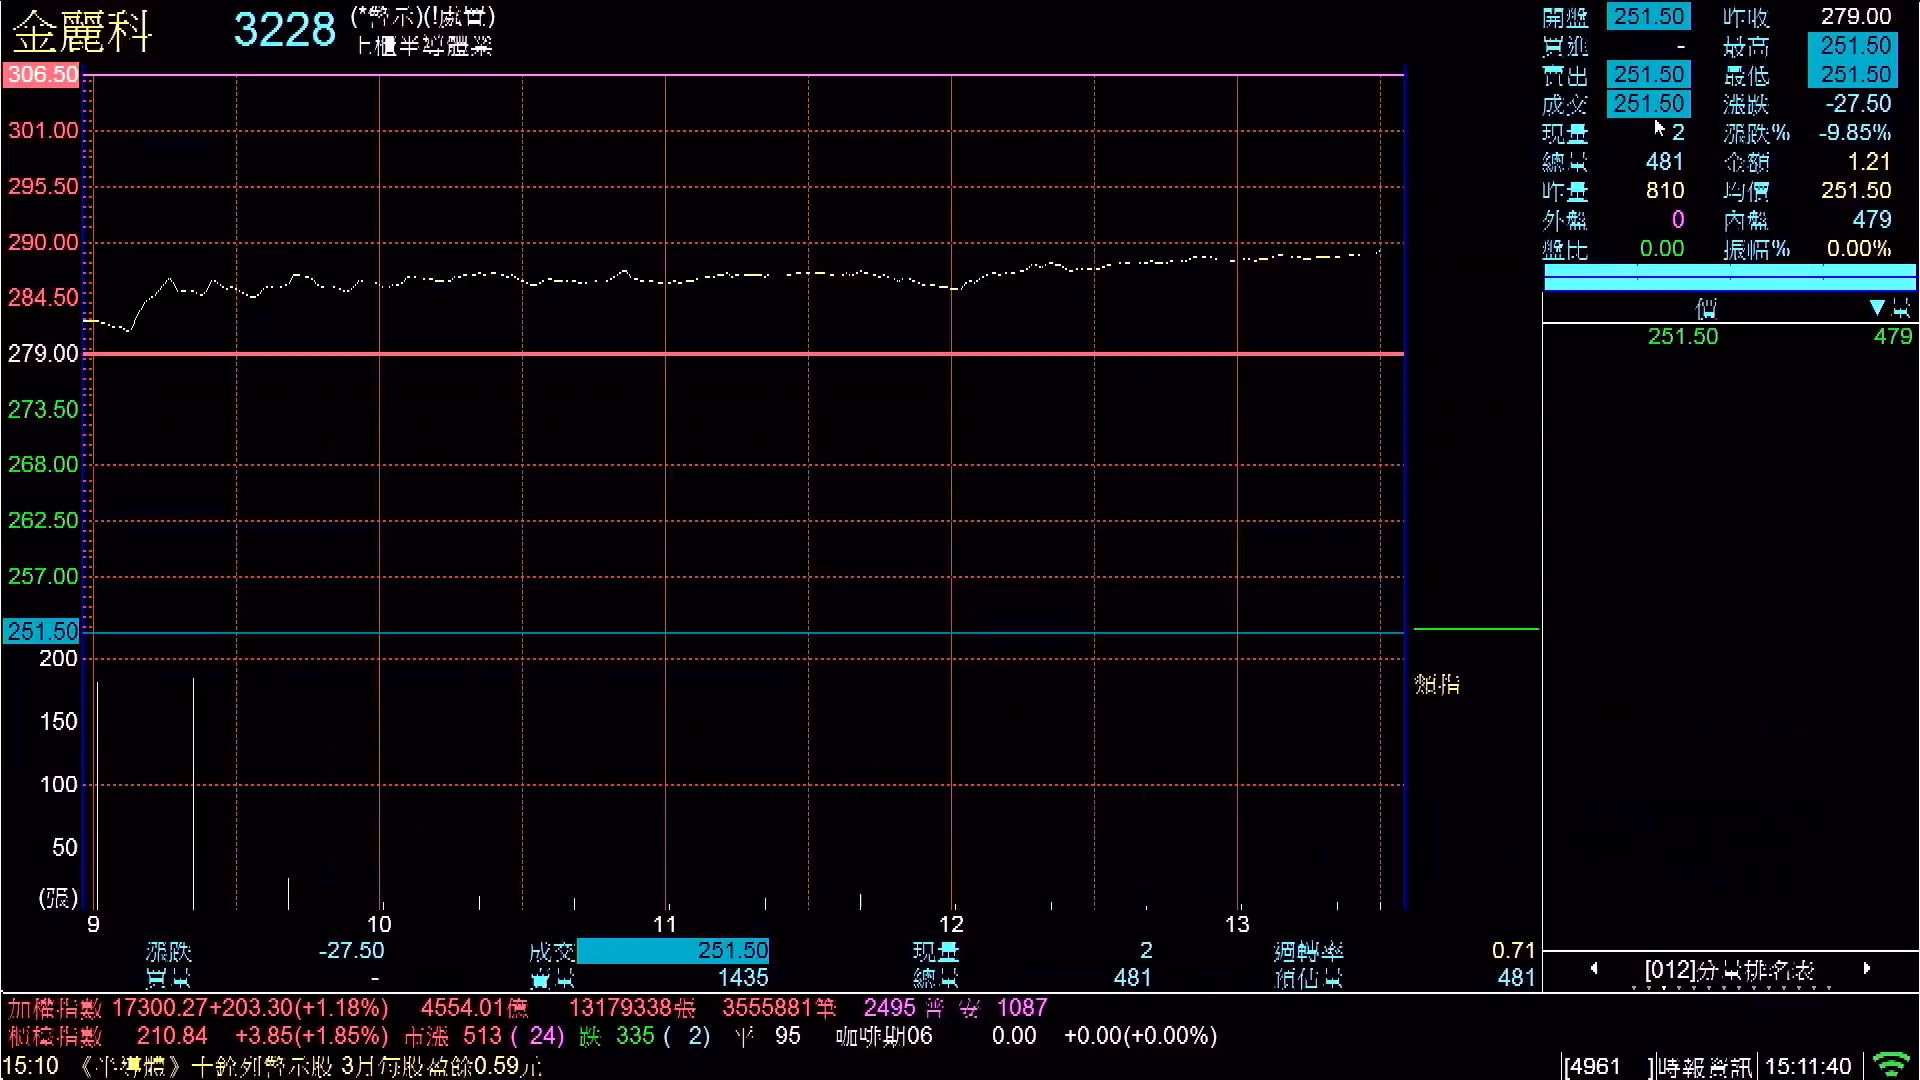 金麗科 3228 (*警示)(!處置)
上櫃半導體業
開盤 251.50 昨收 279.00
買進 - 最高 251.50
賣出 251.50 最低 251.50
成交 251.50 漲跌 -27.50
現量 2 漲跌% -9.85%
總量 481 金額 1.21
昨量 810 均價 251.50
外盤 0 內盤 479
盤比 0.00 振幅% 0.00%
價 ▼量
251.50 479
306.50
301.00
295.50
290.00
284.50
279.00
273.50
268.00
262.50
257.00
251.50
200
150
100
50
(張)
類指
9 10 11 12 13
漲跌 -27.50 成交 251.50 現量 2 週轉率 0.71
買量 - 賣量 1435 總量 481 預估量 481
[012]分量排名表
加權指數 17300.27+203.30(+1.18%) 4554.01億 13179338張 3555881筆 2495 普 安 1087
櫃檯指數 210.84 +3.85(+1.85%) 市漲 513 ( 24) 跌 335 ( 2) 平 95 咖啡期06 0.00 +0.00(+0.00%)
15:10 《半導體》十銓列警示股 3月每股盈餘0.59元
[4961 ]時報資訊 15:11:40